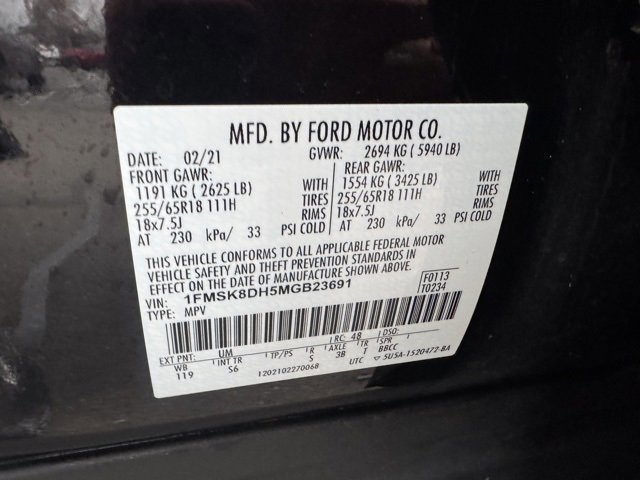 MFD. BY FORD MOTOR CO.
DATE: 02/21 GVWR: 2694 KG ( 5940 LB)
FRONT GAWR: REAR GAWR:
1191 KG ( 2625 LB) WITH 1554 KG ( 3425 LB) WITH
255/65R18 111H TIRES 255/65R18 111H TIRES
18x7.5J RIMS 18x7.5J RIMS
AT 230 kPa/ 33 PSI COLD AT 230 kPa/ 33 PSI COLD
THIS VEHICLE CONFORMS TO ALL APPLICABLE FEDERAL MOTOR
VEHICLE SAFETY AND THEFT PREVENTION STANDARDS IN
EFFECT ON THE DATE OF MANUFACTURE SHOWN ABOVE.
VIN: 1FMSK8DH5MGB23691 F0113
TYPE: MPV T0234
EXT PNT: UM RC: 48 DSO:
WB INT TR TP/PS R AXLE TR SPR
119 S6 S 3B T BBCC
1202102270068 UTC 5U5A-1520472-BA